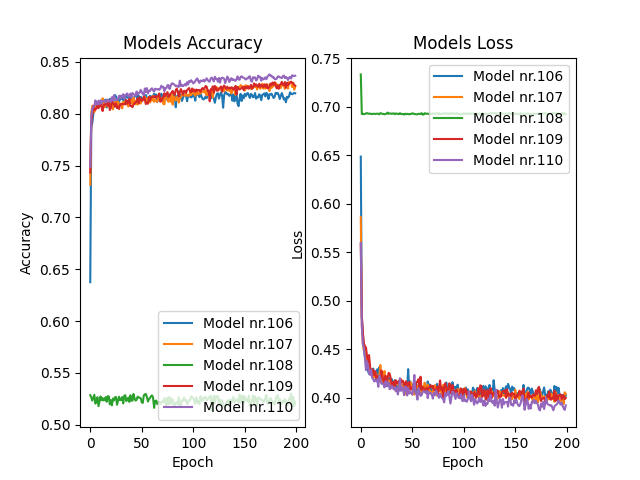 Models Accuracy
0.85
0.80
0.75
0.70
0.65
0.60
0.55
0.50
Accuracy
0
50
100
150
200
Epoch
Model nr.106
Model nr.107
Model nr.108
Model nr.109
Model nr.110
Models Loss
0.75
0.70
0.65
0.60
0.55
0.50
0.45
0.40
Loss
0
50
100
150
200
Epoch
Model nr.106
Model nr.107
Model nr.108
Model nr.109
Model nr.110